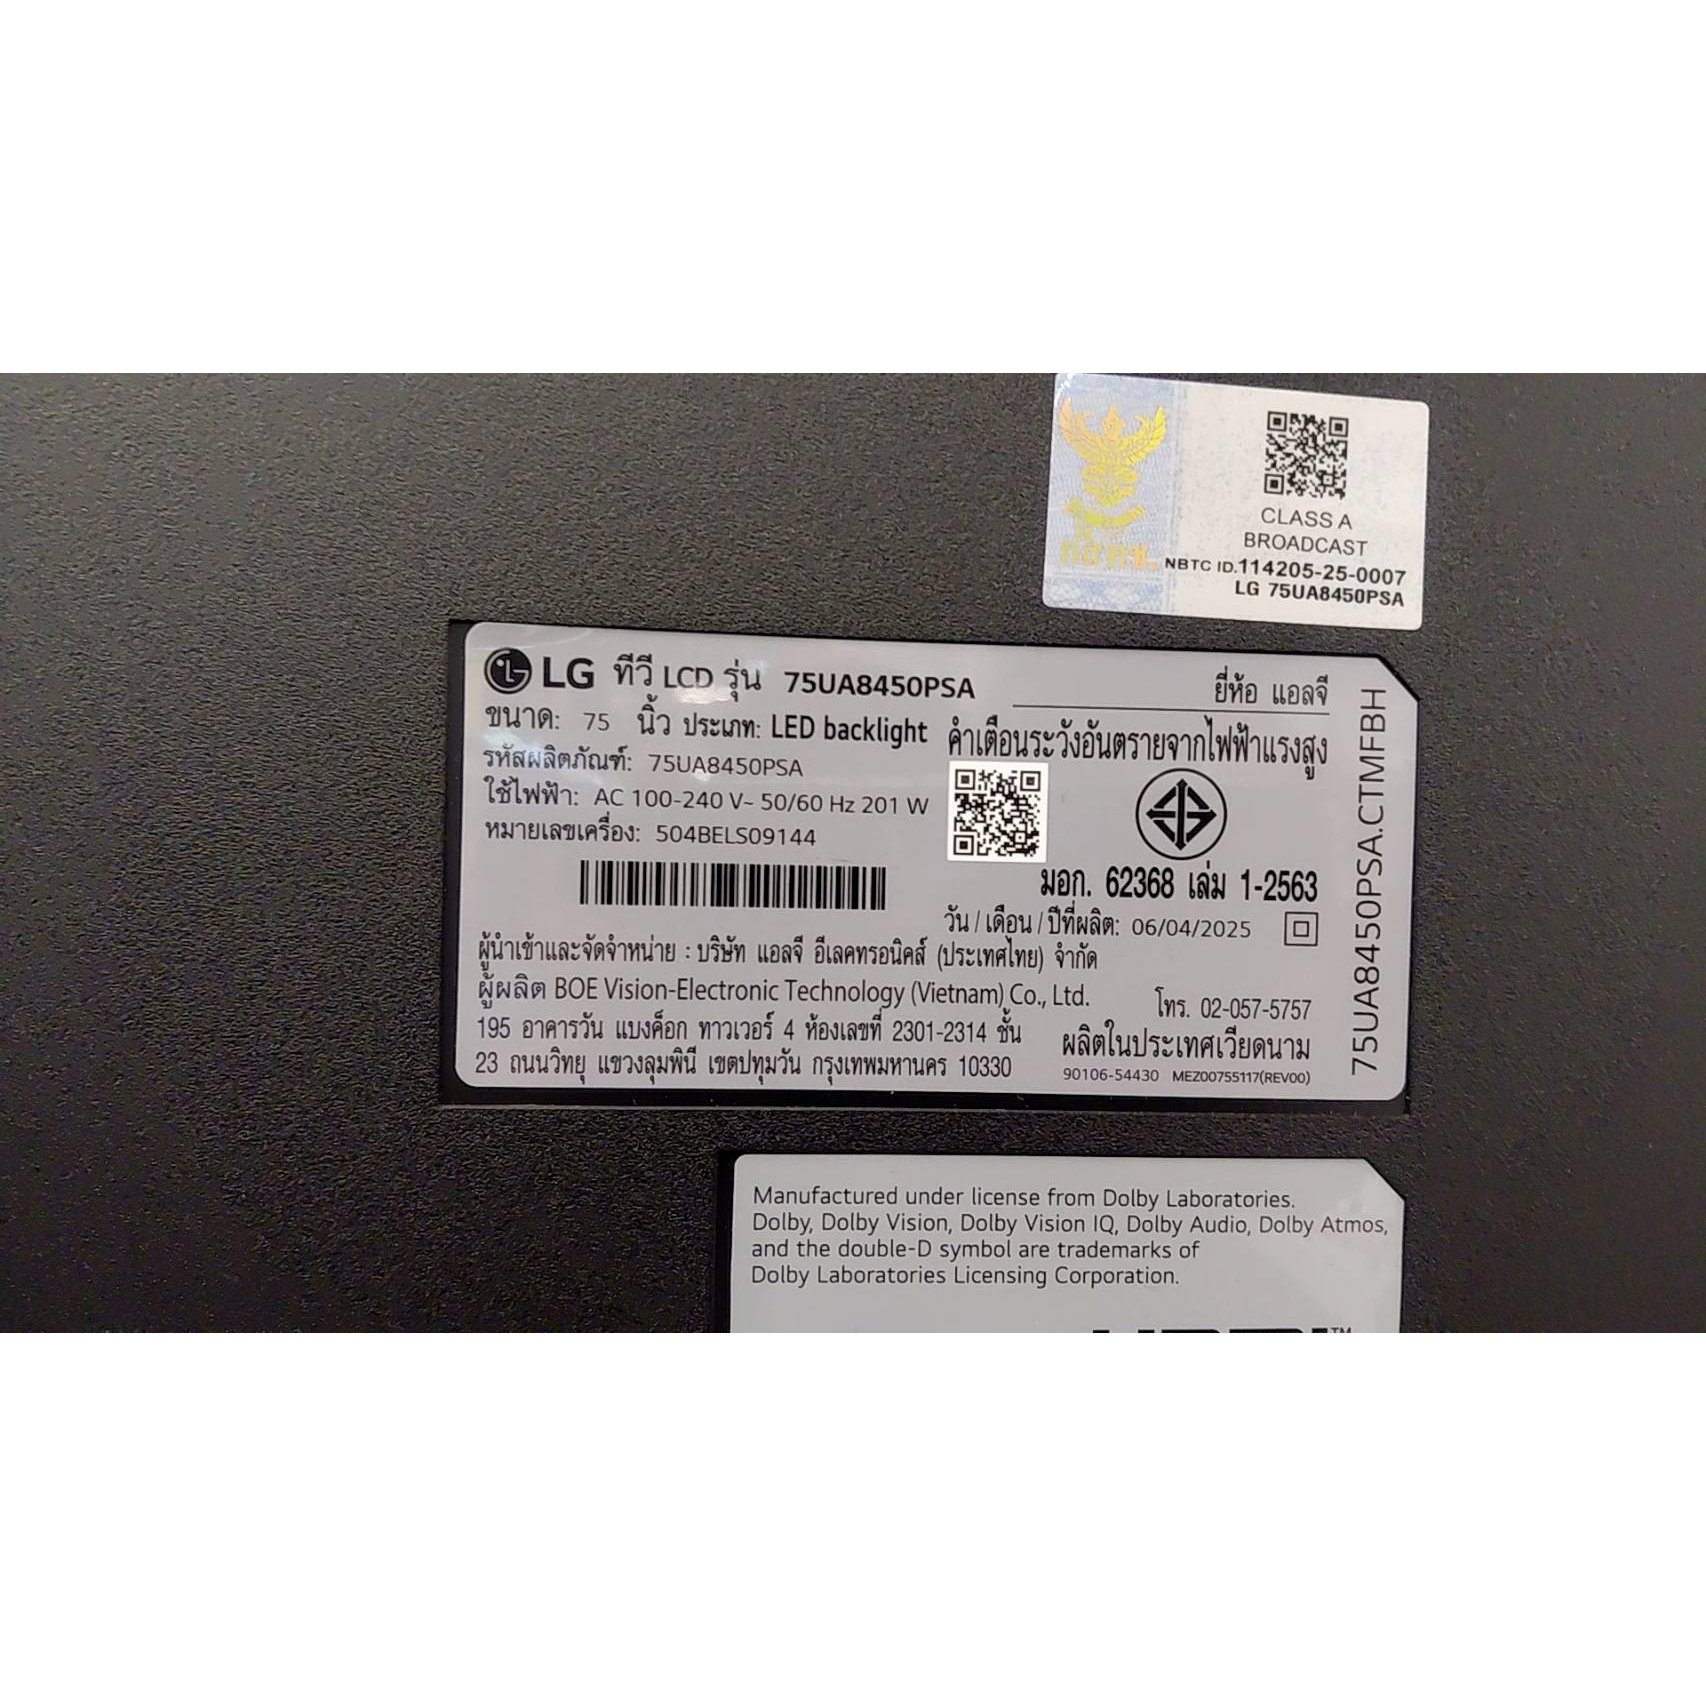 CLASS A
BROADCAST
NBTC ID.114205-25-0007
LG 75UA8450PSA
กสทช.
LG ทีวี LCD รุ่น 75UA8450PSA
ยี่ห้อ แอลจี
ขนาด: 75 นิ้ว ประเภท: LED backlight
คำเตือนระวังอันตรายจากไฟฟ้าแรงสูง
รหัสผลิตภัณฑ์: 75UA8450PSA
ใช้ไฟฟ้า: AC 100-240 V~ 50/60 Hz 201 W
หมายเลขเครื่อง: 504BELS09144
มอก. 62368 เล่ม 1-2563
วัน / เดือน / ปีที่ผลิต: 06/04/2025
ผู้นำเข้าและจัดจำหน่าย : บริษัท แอลจี อีเลคทรอนิคส์ (ประเทศไทย) จำกัด
ผู้ผลิต BOE Vision-Electronic Technology (Vietnam) Co., Ltd.
โทร. 02-057-5757
195 อาคารวัน แบงค็อก ทาวเวอร์ 4 ห้องเลขที่ 2301-2314 ชั้น
23 ถนนวิทยุ แขวงลุมพินี เขตปทุมวัน กรุงเทพมหานคร 10330
ผลิตในประเทศเวียดนาม
90106-54430 MEZ00755117(REV00)
75UA8450PSA.CTMFBH
Manufactured under license from Dolby Laboratories.
Dolby, Dolby Vision, Dolby Vision IQ, Dolby Audio, Dolby Atmos,
and the double-D symbol are trademarks of
Dolby Laboratories Licensing Corporation.